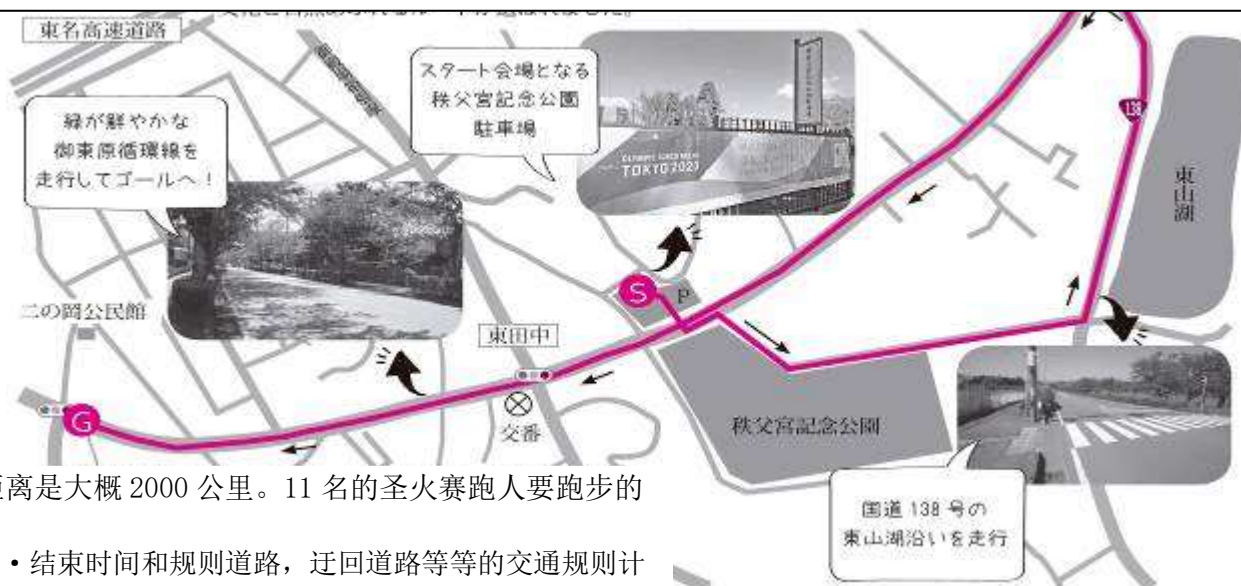 東名高速道路
スタート会場となる
秩父宮記念公園
駐車場
緑が鮮やかな
御東原循環線を
走行してゴールへ！
TOKYO 2020
138
東山湖
S
P
二の岡公民館
東田中
G
交番
秩父宮記念公園
国道138号の
東山湖沿いを走行
距离是大概 2000 公里。11 名的圣火赛跑人要跑步的
・结束时间和规则道路，迂回道路等等的交通规则计